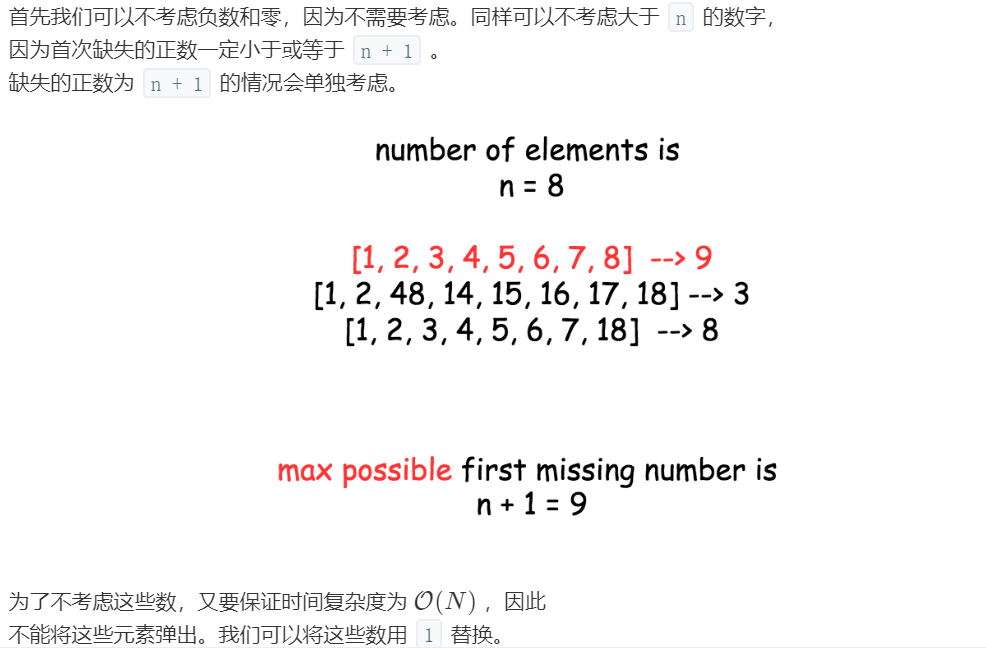 首先我们可以不考虑负数和零，因为不需要考虑。同样可以不考虑大于 n 的数字，
因为首次缺失的正数一定小于或等于 n + 1 。
缺失的正数为 n + 1 的情况会单独考虑。
number of elements is
n = 8
[1, 2, 3, 4, 5, 6, 7, 8] --> 9
[1, 2, 48, 14, 15, 16, 17, 18] --> 3
[1, 2, 3, 4, 5, 6, 7, 18] --> 8
max possible first missing number is
n + 1 = 9
为了不考虑这些数，又要保证时间复杂度为 O(N) ，因此
不能将这些元素弹出。我们可以将这些数用 1 替换。